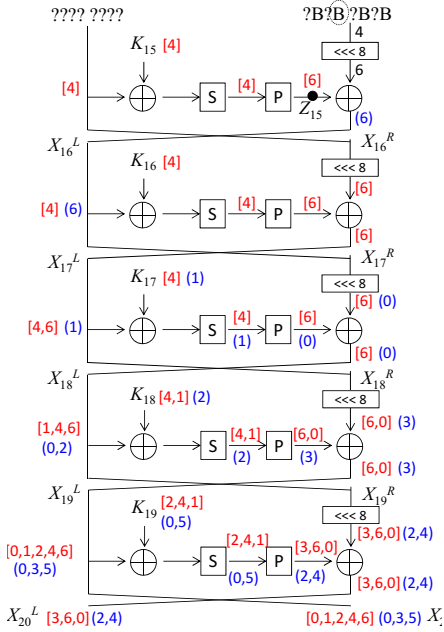 ???? ???? ?B?B ?B?B
4
<<< 8
K15 [4]
6
[4] S [4] P [6]
Z15
(6)
X16L X16R
K16 [4] <<< 8
[6]
[4] (6) S [4] P [6]
[6]
X17L X17R
K17 [4] (1) <<< 8
[6] (0)
[4,6] (1) S [4] (1) P [6] (0)
[6] (0)
X18L X18R
K18 [4,1] (2) <<< 8
[6,0] (3)
[1,4,6] (0,2) S [4,1] (2) P [6,0] (3)
[6,0] (3)
X19L X19R
K19 [2,4,1] (0,5) <<< 8
[3,6,0] (2,4)
[0,1,2,4,6] (0,3,5) S [2,4,1] (0,5) P [3,6,0] (2,4)
[3,6,0] (2,4)
X20L [3,6,0] (2,4) [0,1,2,4,6] (0,3,5)